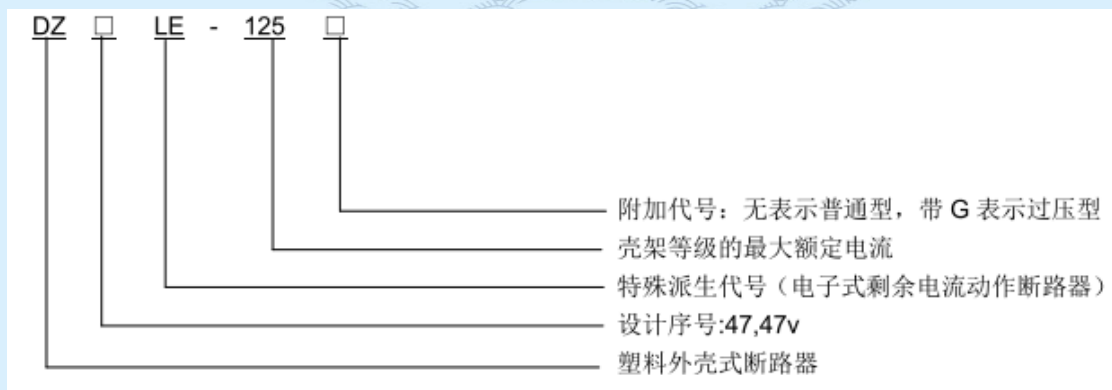 DZ □ LE - 125 □
附加代号：无表示普通型，带 G 表示过压型
壳架等级的最大额定电流
特殊派生代号（电子式剩余电流动作断路器）
设计序号:47,47v
塑料外壳式断路器